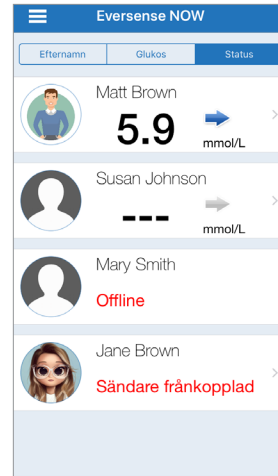 Eversense NOW
Efternamn Glukos Status
Matt Brown
5.9
mmol/L
Susan Johnson
---
mmol/L
Mary Smith
Offline
Jane Brown
Sändare frånkopplad